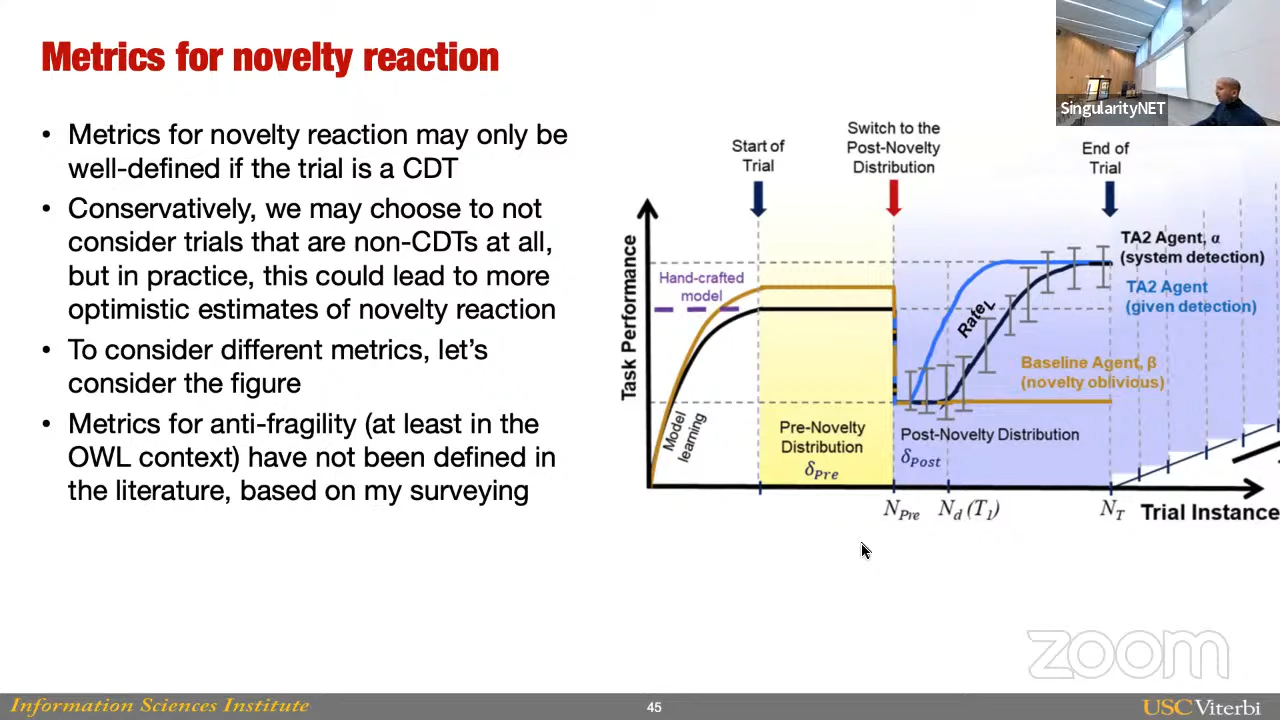 Metrics for novelty reaction
SingularityNET
• Metrics for novelty reaction may only be
well-defined if the trial is a CDT
• Conservatively, we may choose to not
consider trials that are non-CDTs at all,
but in practice, this could lead to more
optimistic estimates of novelty reaction
• To consider different metrics, let's
consider the figure
• Metrics for anti-fragility (at least in the
OWL context) have not been defined in
the literature, based on my surveying
Start of
Trial
Switch to the
Post-Novelty
Distribution
End of
Trial
Task Performance
Hand-crafted
model
Model
learning
Pre-Novelty
Distribution
δPre
Post-Novelty Distribution
δPost
RateL
TA2 Agent, α
(system detection)
TA2 Agent
(given detection)
Baseline Agent, β
(novelty oblivious)
NPre
Nd (T1)
NT
Trial Instance
zoom
Information Sciences Institute
45
USCViterbi